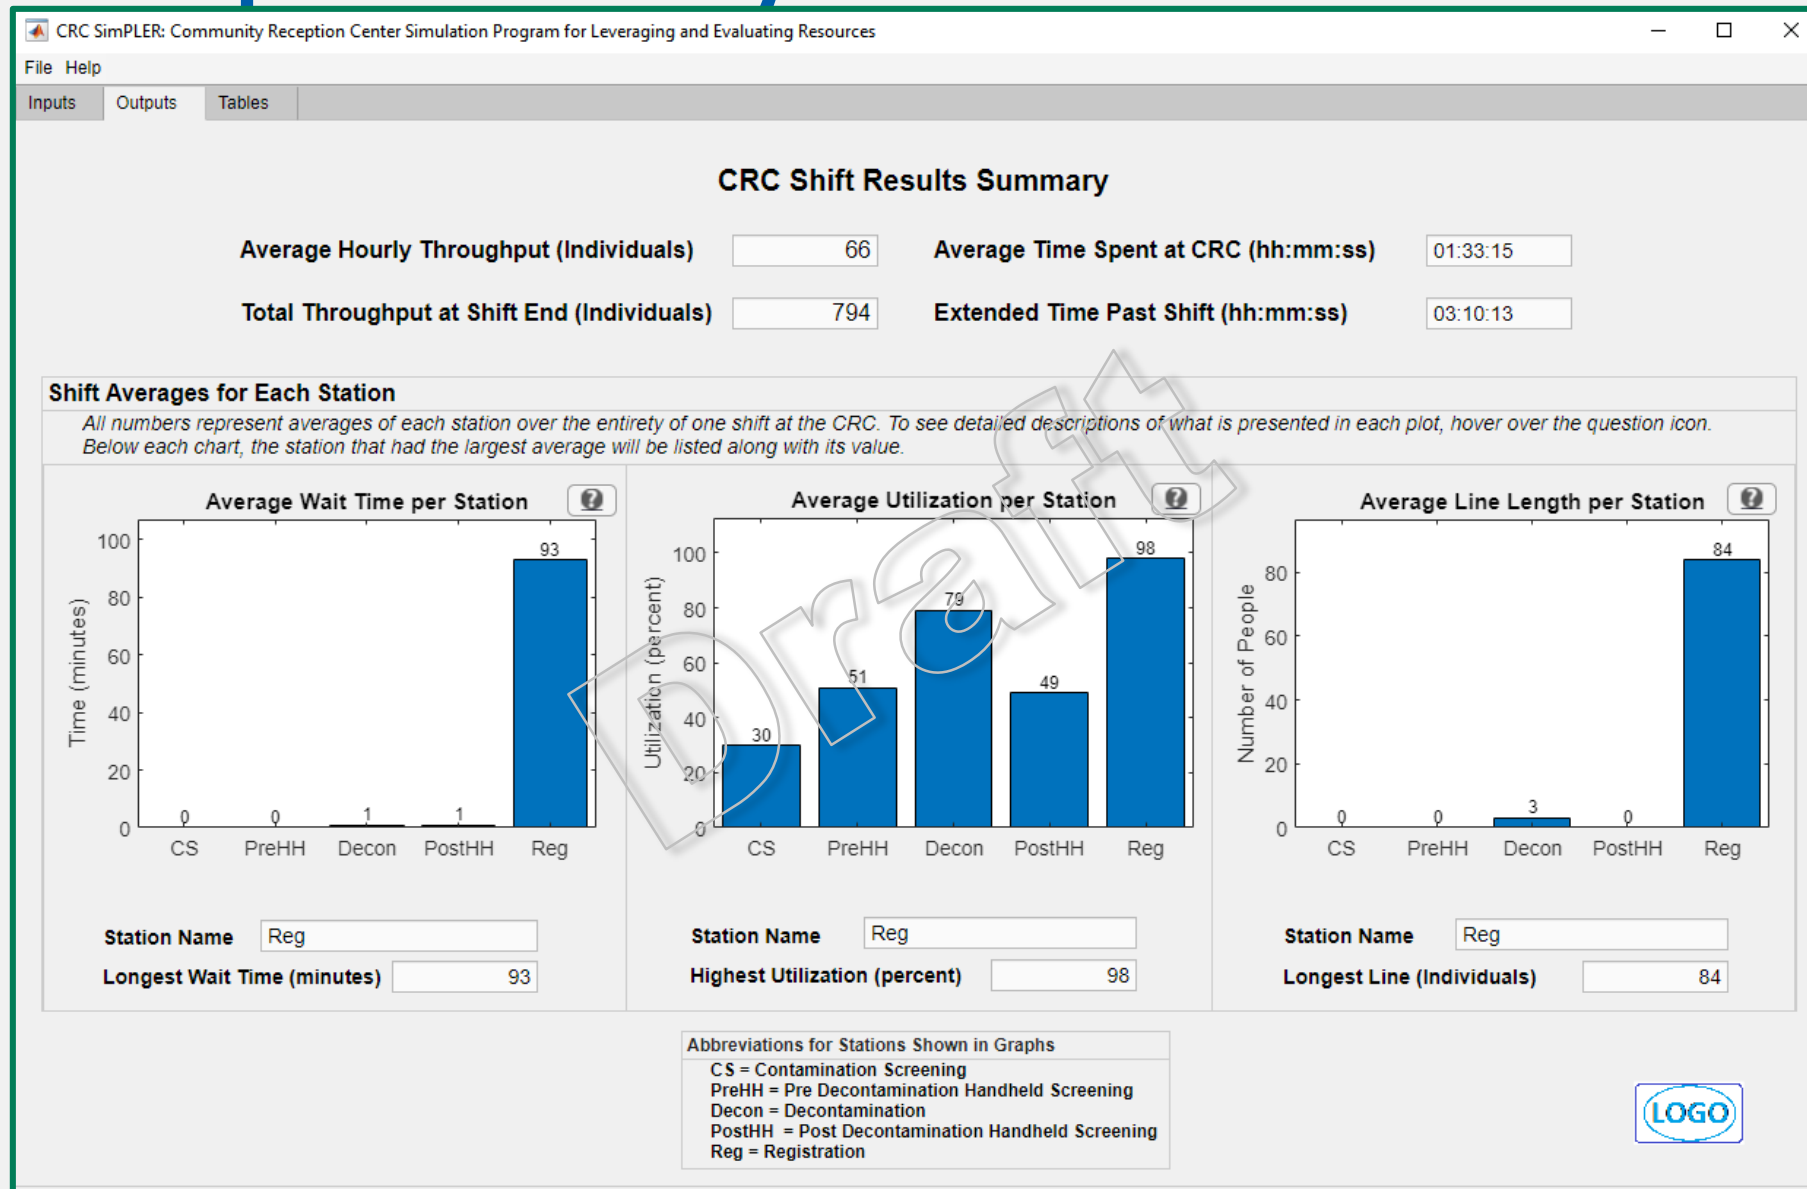 CRC SimPLER: Community Reception Center Simulation Program for Leveraging and Evaluating Resources
File Help
Inputs Outputs Tables
CRC Shift Results Summary
Average Hourly Throughput (Individuals) 66 Average Time Spent at CRC (hh:mm:ss) 01:33:15
Total Throughput at Shift End (Individuals) 794 Extended Time Past Shift (hh:mm:ss) 03:10:13
Shift Averages for Each Station
All numbers represent averages of each station over the entirety of one shift at the CRC. To see detailed descriptions of what is presented in each plot, hover over the question icon.
Below each chart, the station that had the largest average will be listed along with its value.
Average Wait Time per Station ?
100
80
60
40
20
0
Time (minutes)
0 0 1 1 93
CS PreHH Decon PostHH Reg
Station Name Reg
Longest Wait Time (minutes) 93
Average Utilization per Station ?
100
80
60
40
20
0
Utilization (percent)
30 51 79 49 98
CS PreHH Decon PostHH Reg
Station Name Reg
Highest Utilization (percent) 98
Average Line Length per Station ?
80
60
40
20
0
Number of People
0 0 3 0 84
CS PreHH Decon PostHH Reg
Station Name Reg
Longest Line (Individuals) 84
Draft
Abbreviations for Stations Shown in Graphs
CS = Contamination Screening
PreHH = Pre Decontamination Handheld Screening
Decon = Decontamination
PostHH = Post Decontamination Handheld Screening
Reg = Registration
LOGO